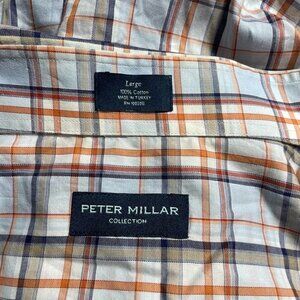 Large
100% Cotton
MADE IN TURKEY
PETER MILLAR
COLLECTION